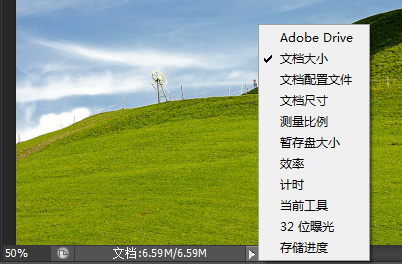 Adobe Drive
文档大小
文档配置文件
文档尺寸
测量比例
暂存盘大小
效率
计时
当前工具
32 位曝光
存储进度
50% 文档:6.59M/6.59M